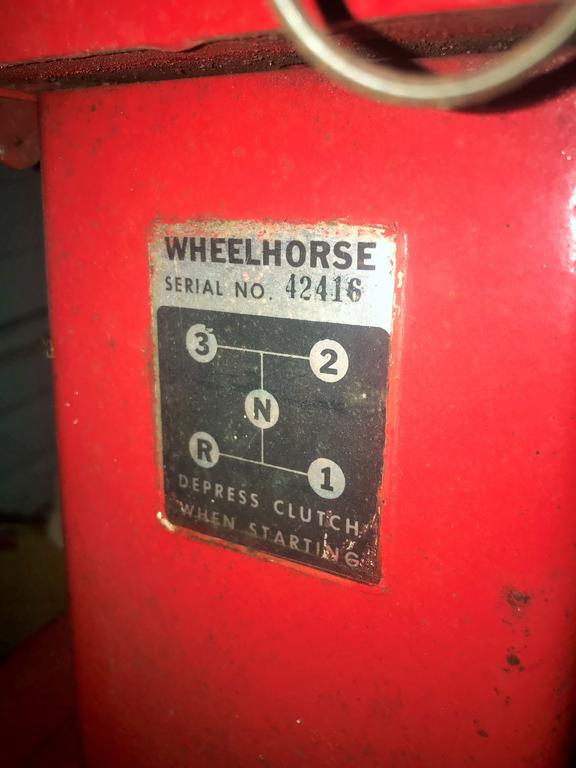 WHEELHORSE
SERIAL NO. 42416
3 2
N
R 1
DEPRESS CLUTCH
WHEN STARTING